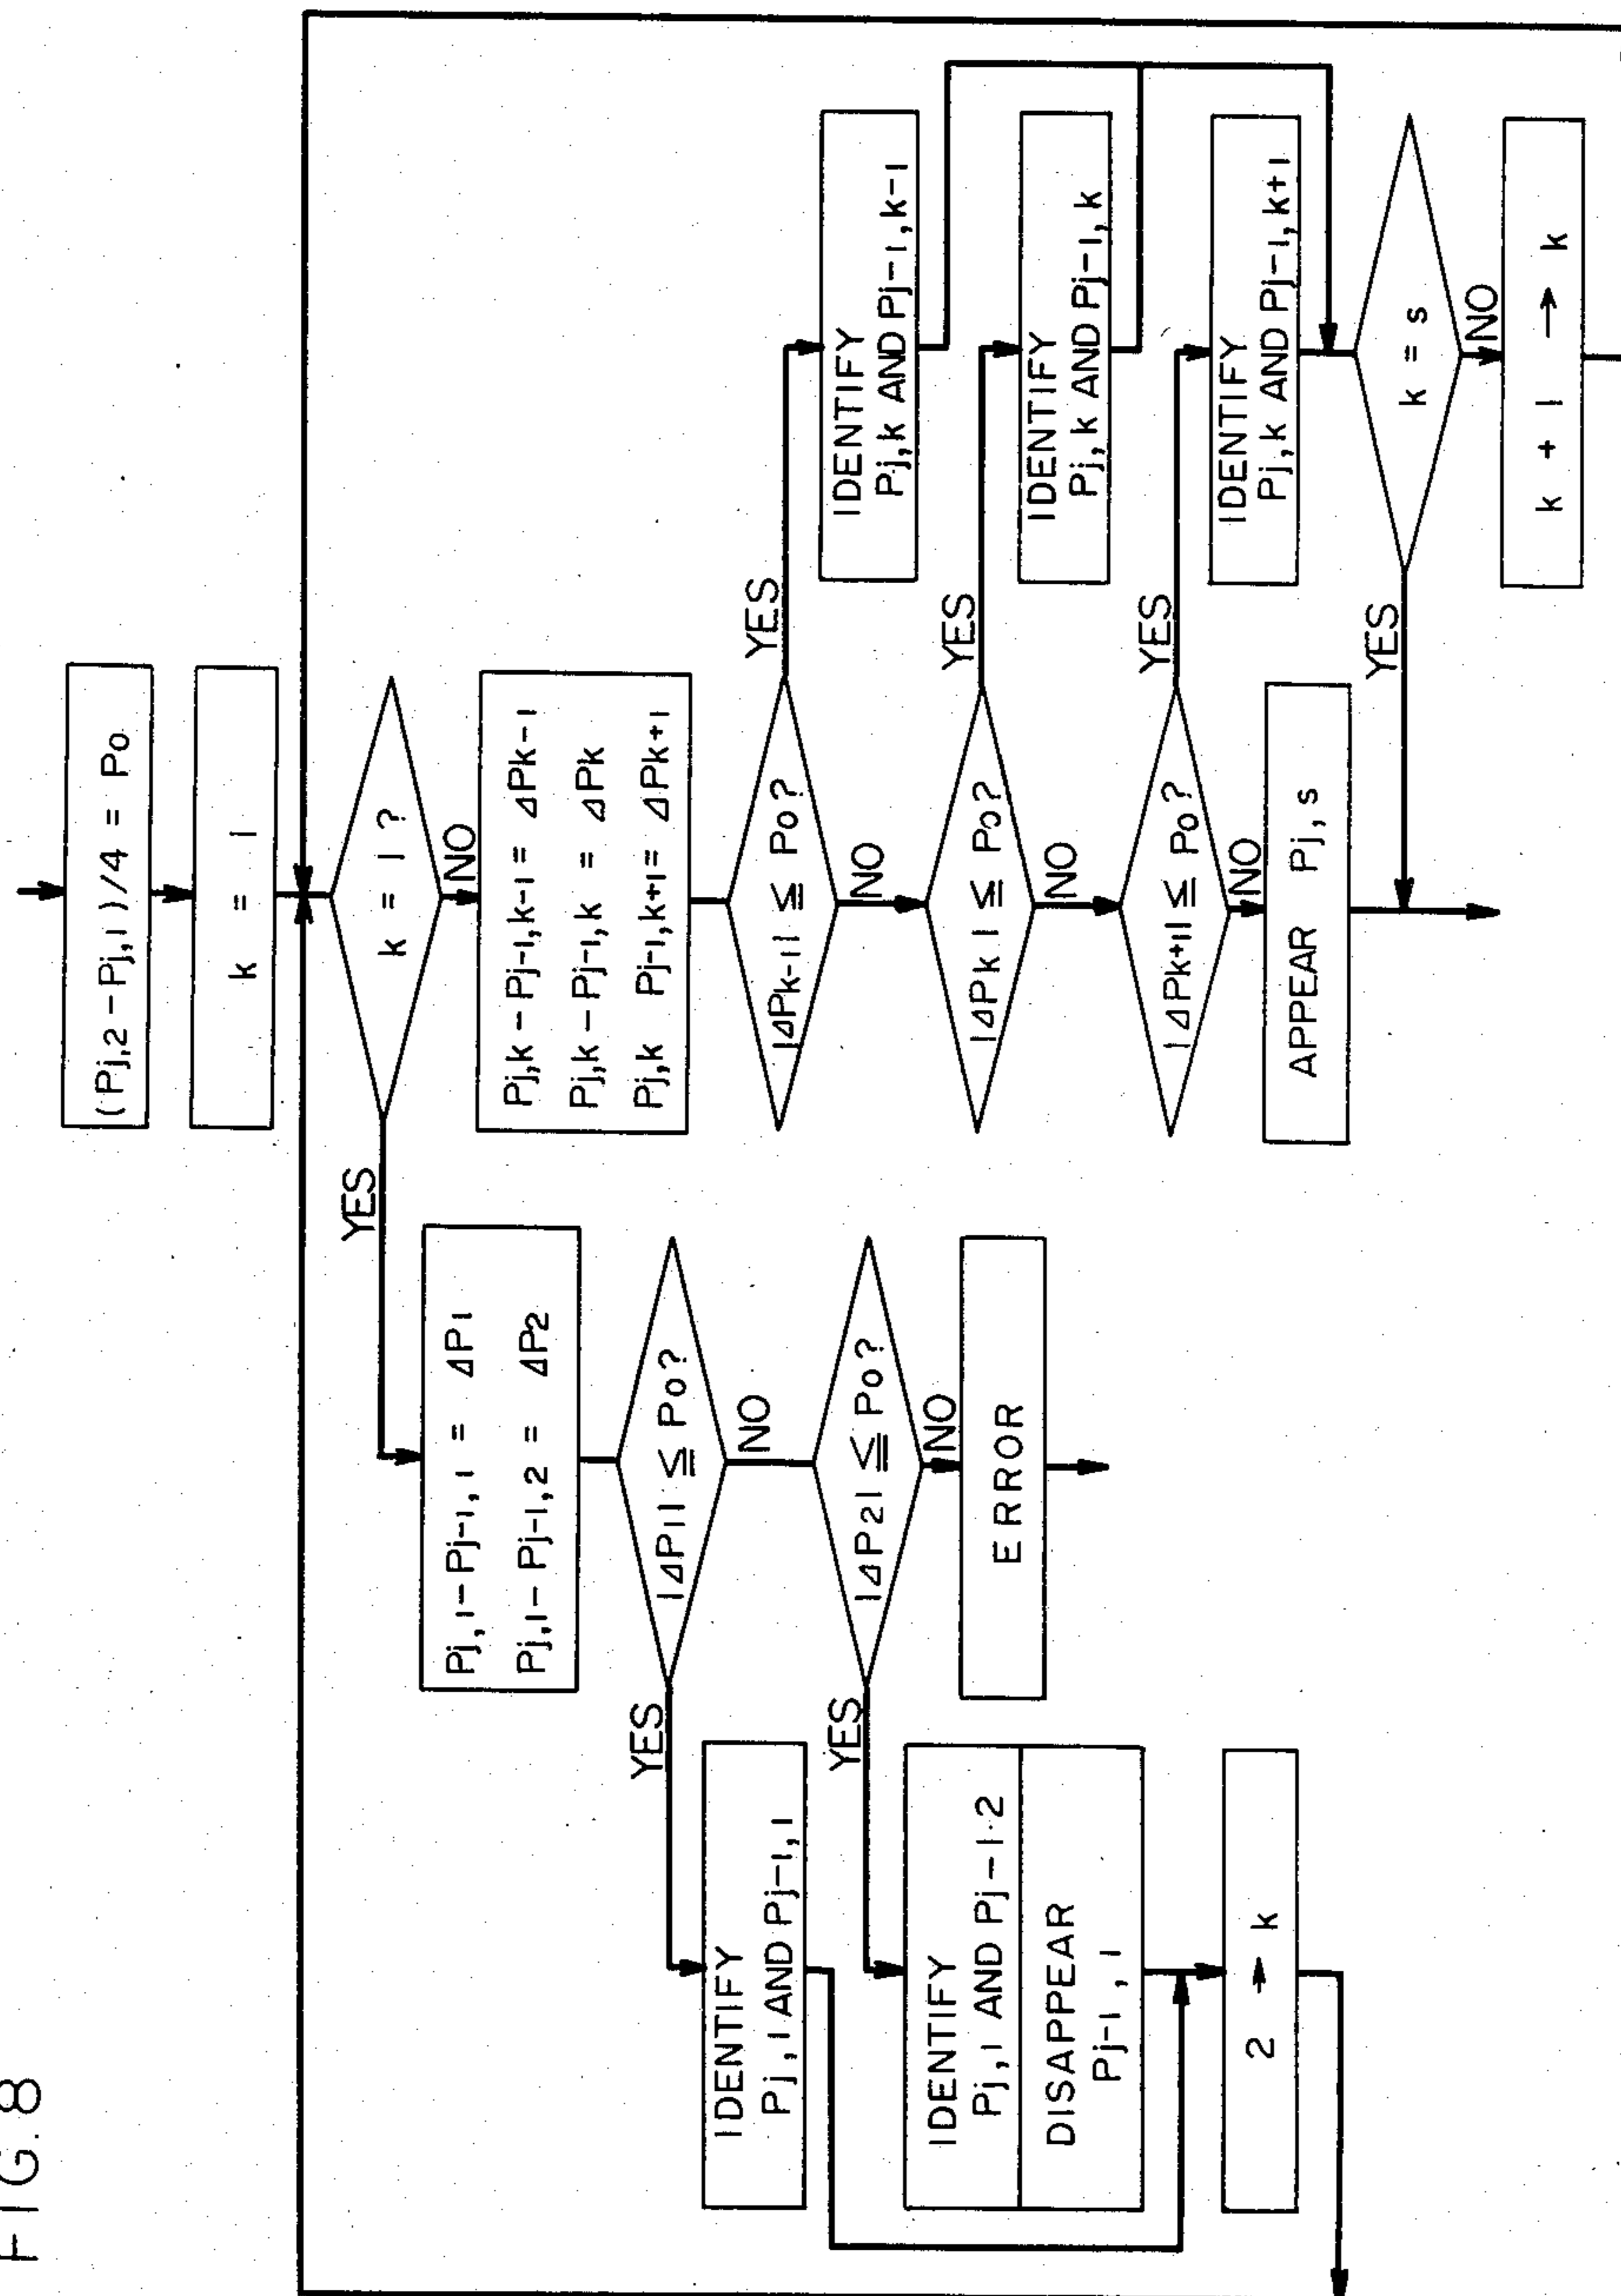 FIG. 8
(Pj,2 - Pj,1)/4 = Po
k = 1
k = 1 ?
YES
NO
Pj,1 - Pj-1,1 = ΔP1
Pj,1 - Pj-1,2 = ΔP2
|ΔP1| ≦ Po?
YES
NO
IDENTIFY
Pj,1 AND Pj-1,1
|ΔP2| ≦ Po?
YES
NO
IDENTIFY
Pj,1 AND Pj-1·2
DISAPPEAR
Pj-1,1
ERROR
2 → k
Pj,k - Pj-1,k-1 = ΔPk-1
Pj,k - Pj-1,k = ΔPk
Pj,k Pj-1,k+1 = ΔPk+1
|ΔPk-1| ≦ Po?
YES
NO
IDENTIFY
Pj,k AND Pj-1,k-1
|ΔPk| ≦ Po?
YES
NO
IDENTIFY
Pj,k AND Pj-1,k
|ΔPk+1| ≦ Po?
YES
NO
IDENTIFY
Pj,k AND Pj-1,k+1
APPEAR Pj,s
k = s
YES
NO
k + 1 → k